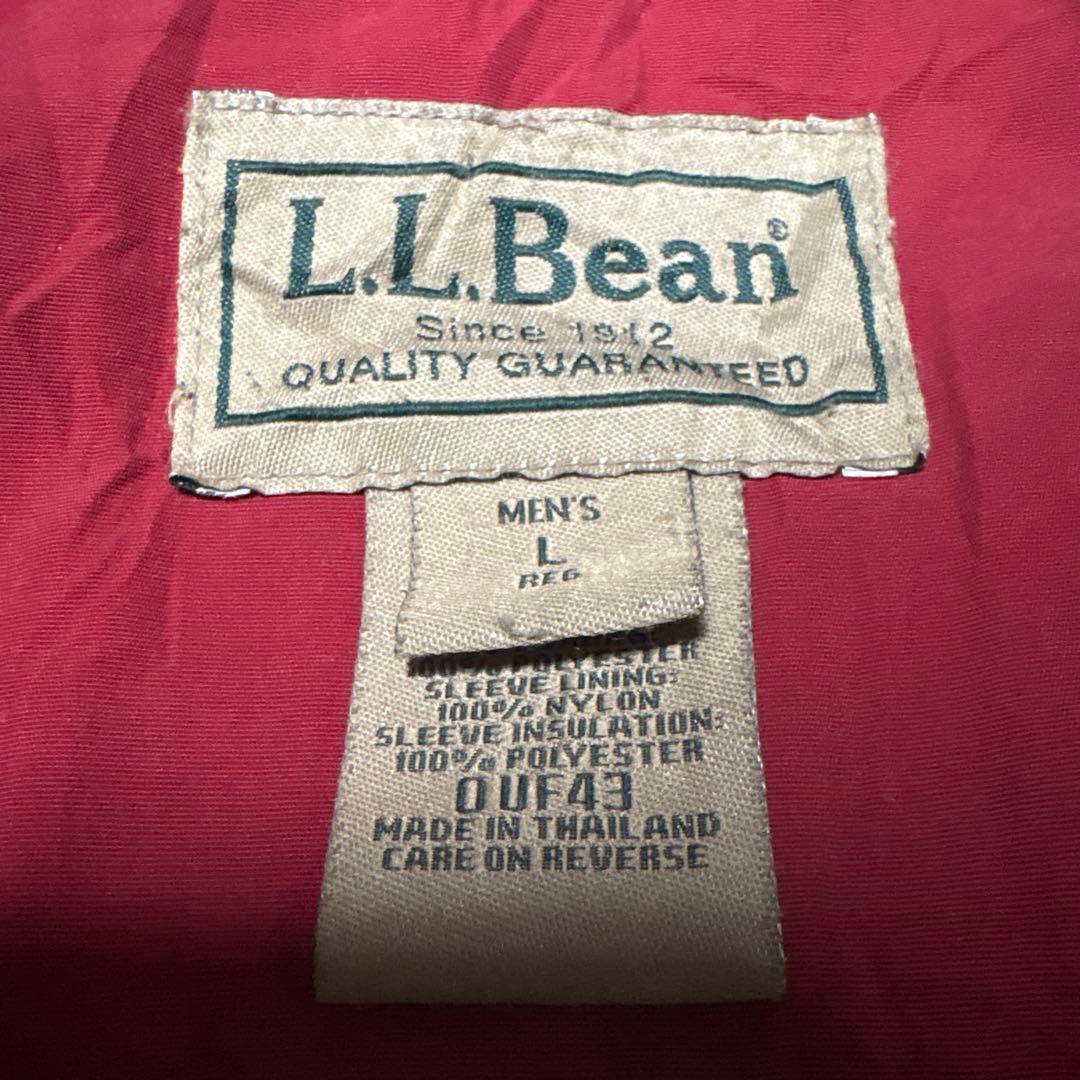 L.L.Bean®
Since 1912
QUALITY GUARANTEED
MEN'S
L
REG
100% POLYESTER
SLEEVE LINING:
100% NYLON
SLEEVE INSULATION:
100% POLYESTER
0UF43
MADE IN THAILAND
CARE ON REVERSE